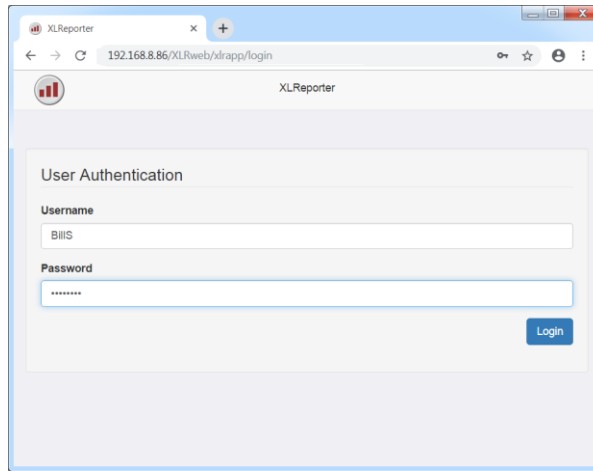 XLReporter
192.168.8.86/XLRweb/xlrapp/login
XLReporter
User Authentication
Username
BillS
Password
••••••••
Login